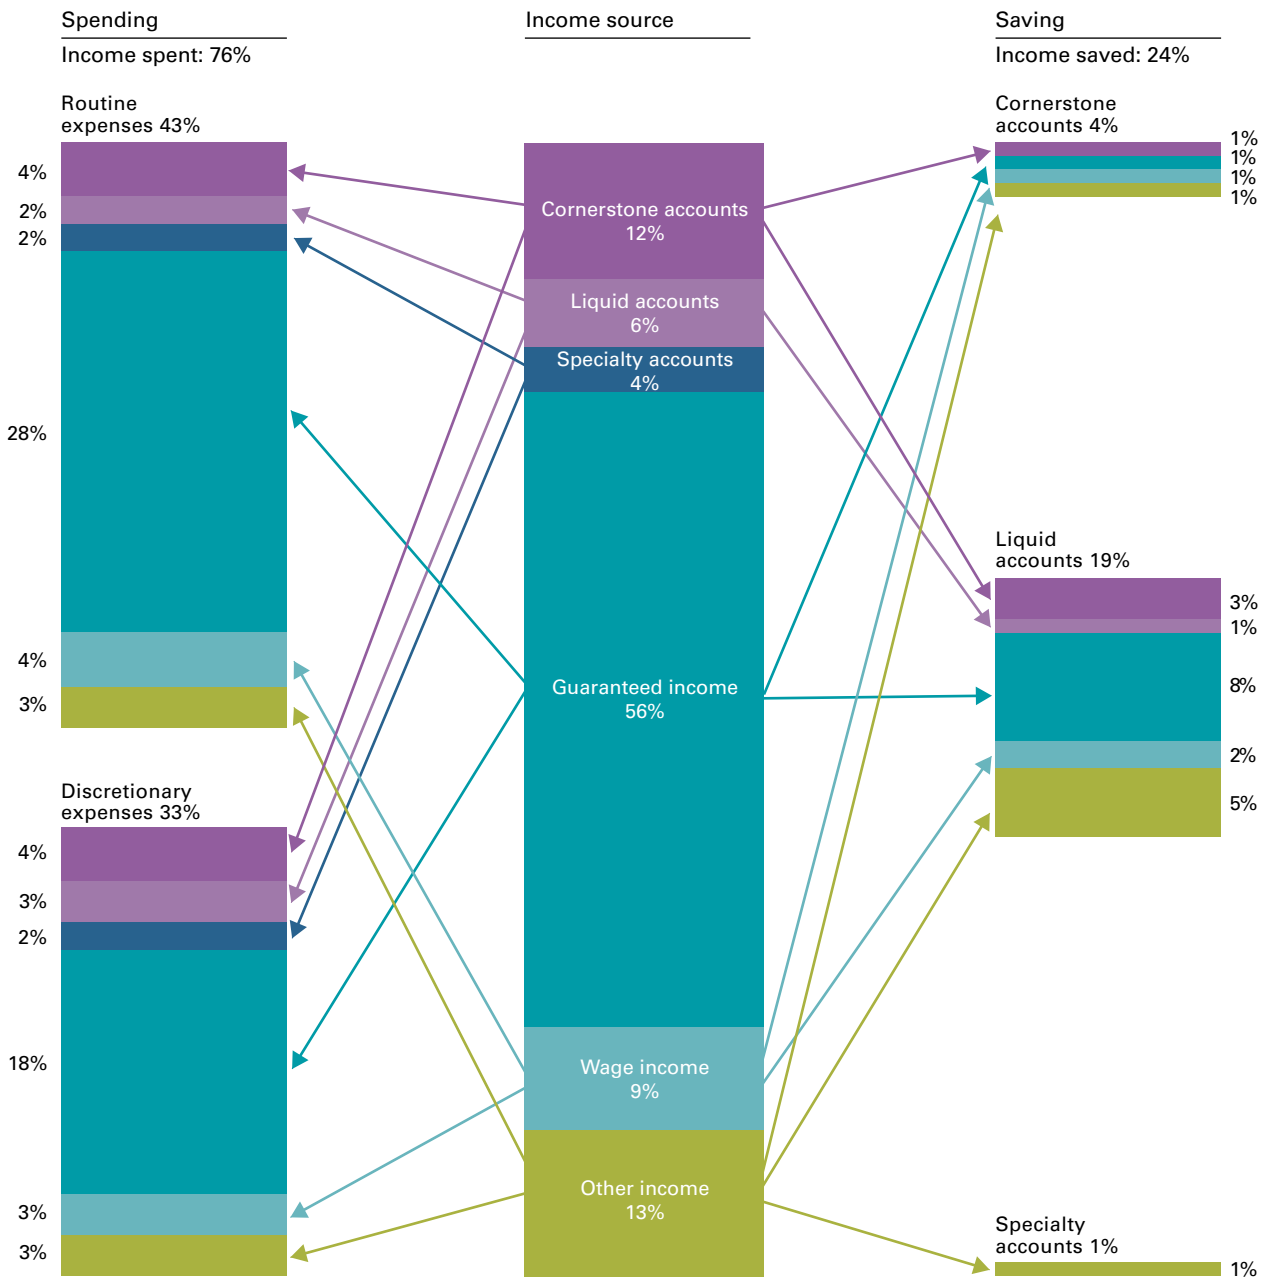 Spending
Income spent: 76%
Routine
expenses 43%
4%
2%
2%
28%
4%
3%
Discretionary
expenses 33%
4%
3%
2%
18%
3%
3%
Income source
Cornerstone accounts
12%
Liquid accounts
6%
Specialty accounts
4%
Guaranteed income
56%
Wage income
9%
Other income
13%
Saving
Income saved: 24%
Cornerstone
accounts 4%
1%
1%
1%
1%
Liquid
accounts 19%
3%
1%
8%
2%
5%
Specialty
accounts 1%
1%